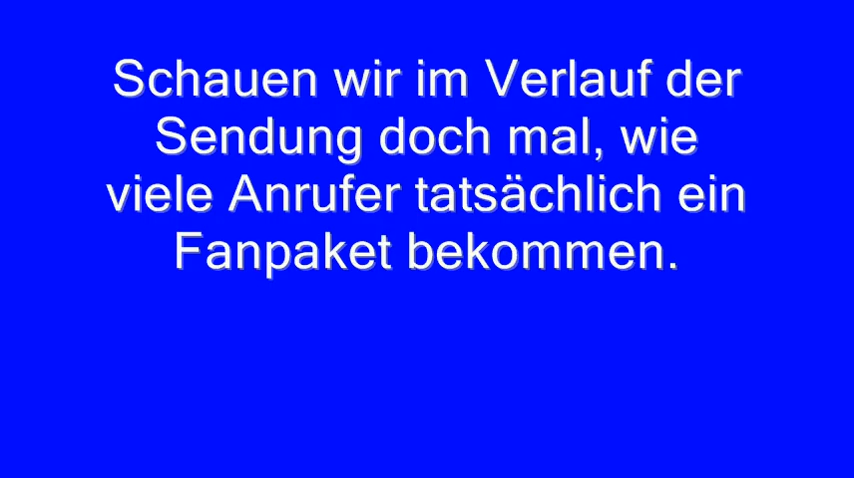 Schauen wir im Verlauf der
Sendung doch mal, wie
viele Anrufer tatsächlich ein
Fanpaket bekommen.